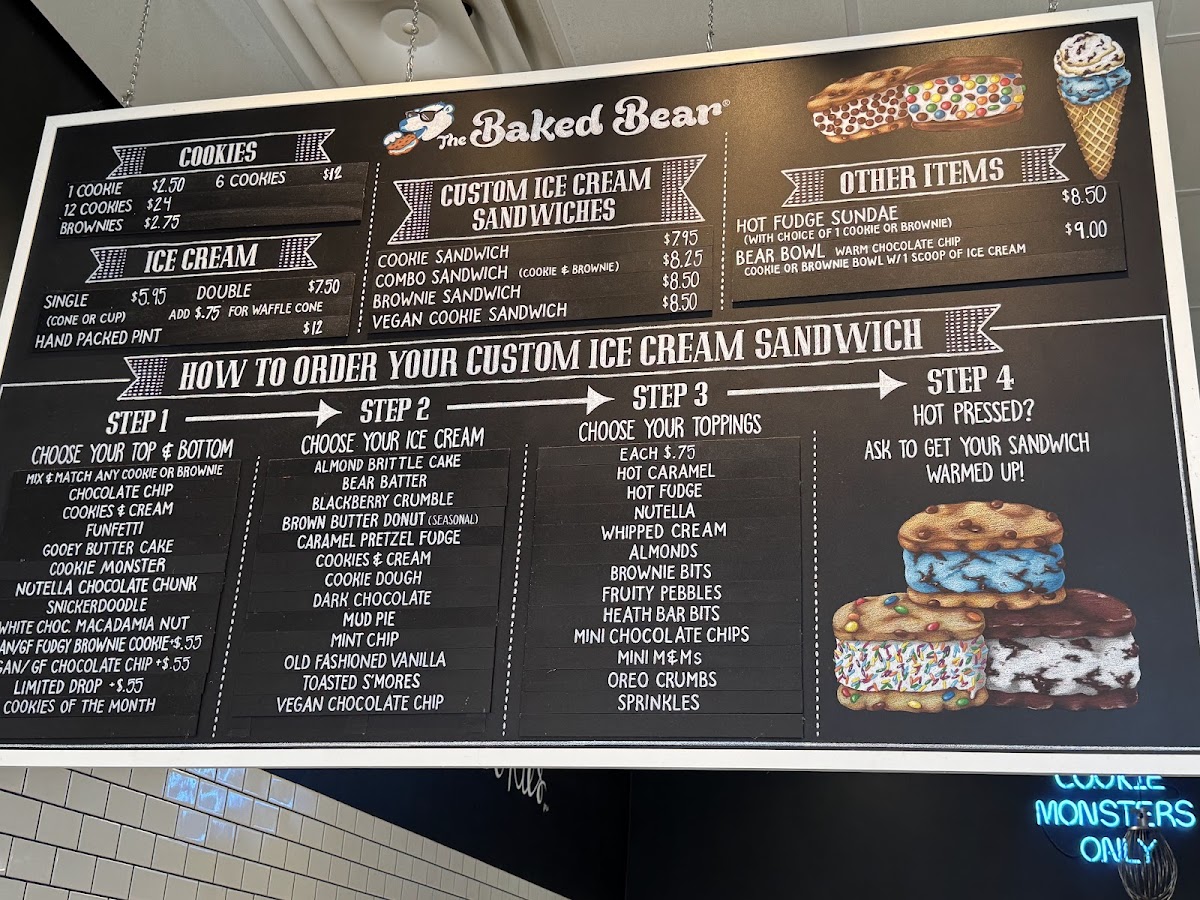 The Baked Bear®
COOKIES
1 COOKIE $2.50 6 COOKIES $12
12 COOKIES $24
BROWNIES $2.75
ICE CREAM
SINGLE $5.95 DOUBLE $7.50
(CONE OR CUP) ADD $.75 FOR WAFFLE CONE
HAND PACKED PINT $12
CUSTOM ICE CREAM
SANDWICHES
COOKIE SANDWICH $7.95
COMBO SANDWICH (COOKIE & BROWNIE) $8.25
BROWNIE SANDWICH $8.50
VEGAN COOKIE SANDWICH $8.50
OTHER ITEMS
HOT FUDGE SUNDAE $8.50
(WITH CHOICE OF 1 COOKIE OR BROWNIE)
BEAR BOWL WARM CHOCOLATE CHIP $9.00
COOKIE OR BROWNIE BOWL W/1 SCOOP OF ICE CREAM
HOW TO ORDER YOUR CUSTOM ICE CREAM SANDWICH
STEP 1
CHOOSE YOUR TOP & BOTTOM
MIX & MATCH ANY COOKIE OR BROWNIE
CHOCOLATE CHIP
COOKIES & CREAM
FUNFETTI
GOOEY BUTTER CAKE
COOKIE MONSTER
NUTELLA CHOCOLATE CHUNK
SNICKERDOODLE
WHITE CHOC. MACADAMIA NUT
AN/GF FUDGY BROWNIE COOKIE +$.55
GAN/GF CHOCOLATE CHIP +$.55
LIMITED DROP +$.55
COOKIES OF THE MONTH
STEP 2
CHOOSE YOUR ICE CREAM
ALMOND BRITTLE CAKE
BEAR BATTER
BLACKBERRY CRUMBLE
BROWN BUTTER DONUT (SEASONAL)
CARAMEL PRETZEL FUDGE
COOKIES & CREAM
COOKIE DOUGH
DARK CHOCOLATE
MUD PIE
MINT CHIP
OLD FASHIONED VANILLA
TOASTED S'MORES
VEGAN CHOCOLATE CHIP
STEP 3
CHOOSE YOUR TOPPINGS
EACH $.75
HOT CARAMEL
HOT FUDGE
NUTELLA
WHIPPED CREAM
ALMONDS
BROWNIE BITS
FRUITY PEBBLES
HEATH BAR BITS
MINI CHOCOLATE CHIPS
MINI M&Ms
OREO CRUMBS
SPRINKLES
STEP 4
HOT PRESSED?
ASK TO GET YOUR SANDWICH
WARMED UP!
COOKIE
MONSTERS
ONLY